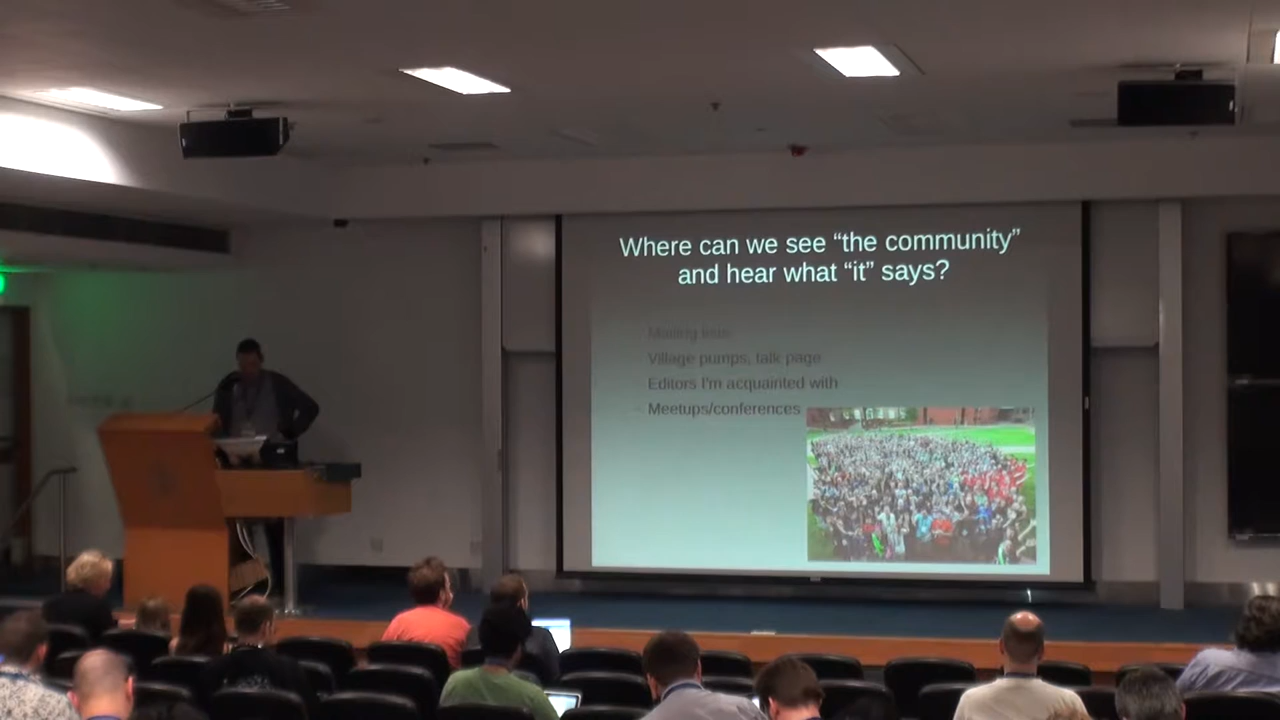 Where can we see “the community”
and hear what “it” says?
Mailing lists
Village pumps, talk page
Editors I'm acquainted with
Meetups/conferences